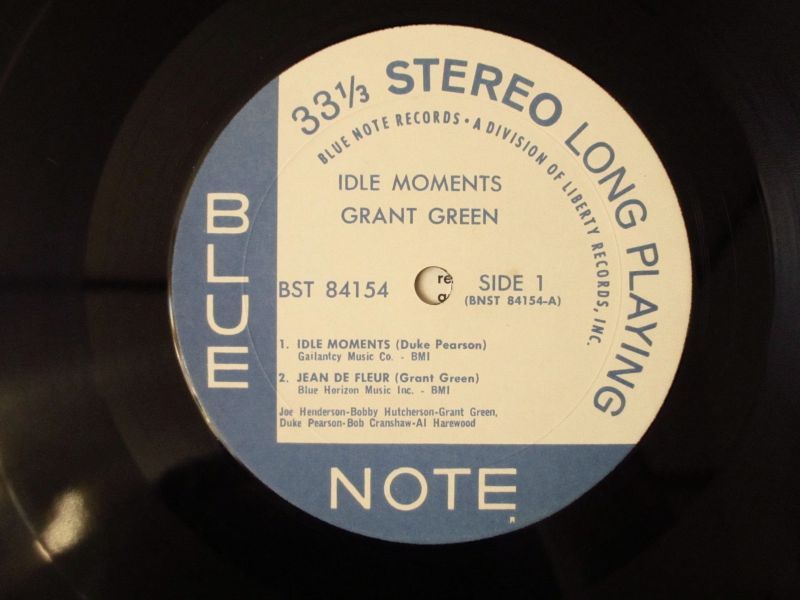 33⅓ STEREO LONG PLAYING
BLUE NOTE RECORDS • A DIVISION OF LIBERTY RECORDS, INC.
IDLE MOMENTS
GRANT GREEN
BST 84154
re
SIDE 1
(BNST 84154-A)
1. IDLE MOMENTS (Duke Pearson)
Gailantcy Music Co. - BMI
2. JEAN DE FLEUR (Grant Green)
Blue Horizon Music Inc. - BMI
Joe Henderson-Bobby Hutcherson-Grant Green,
Duke Pearson-Bob Cranshaw-Al Harewood
BLUE
NOTE